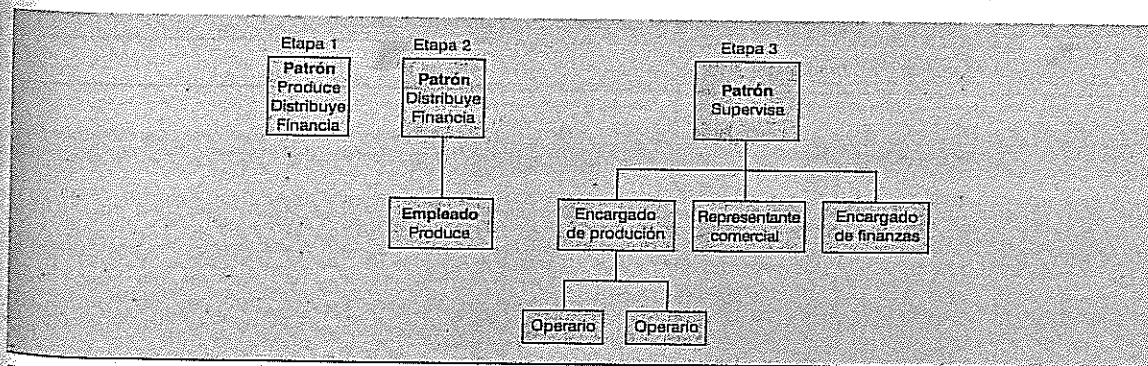 Etapa 1
Patrón
Produce
Distribuye
Financia
Etapa 2
Patrón
Distribuye
Financia
Empleado
Produce
Etapa 3
Patrón
Supervisa
Encargado
de produción
Representante
comercial
Encargado
de finanzas
Operario
Operario